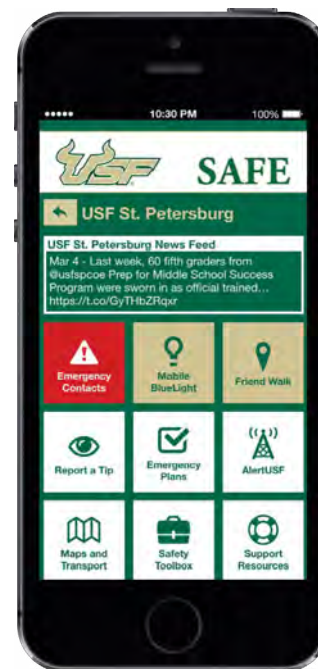 10:30 PM
100%
USF SAFE
USF St. Petersburg
USF St. Petersburg News Feed
Mar 4 - Last week, 60 fifth graders from
@usfspcoe Prep for Middle School Success
Program were sworn in as official trained...
https://t.co/GyTHbZRqxr
Emergency
Contacts
Mobile
BlueLight
Friend Walk
Report a Tip
Emergency
Plans
AlertUSF
Maps and
Transport
Safety
Toolbox
Support
Resources